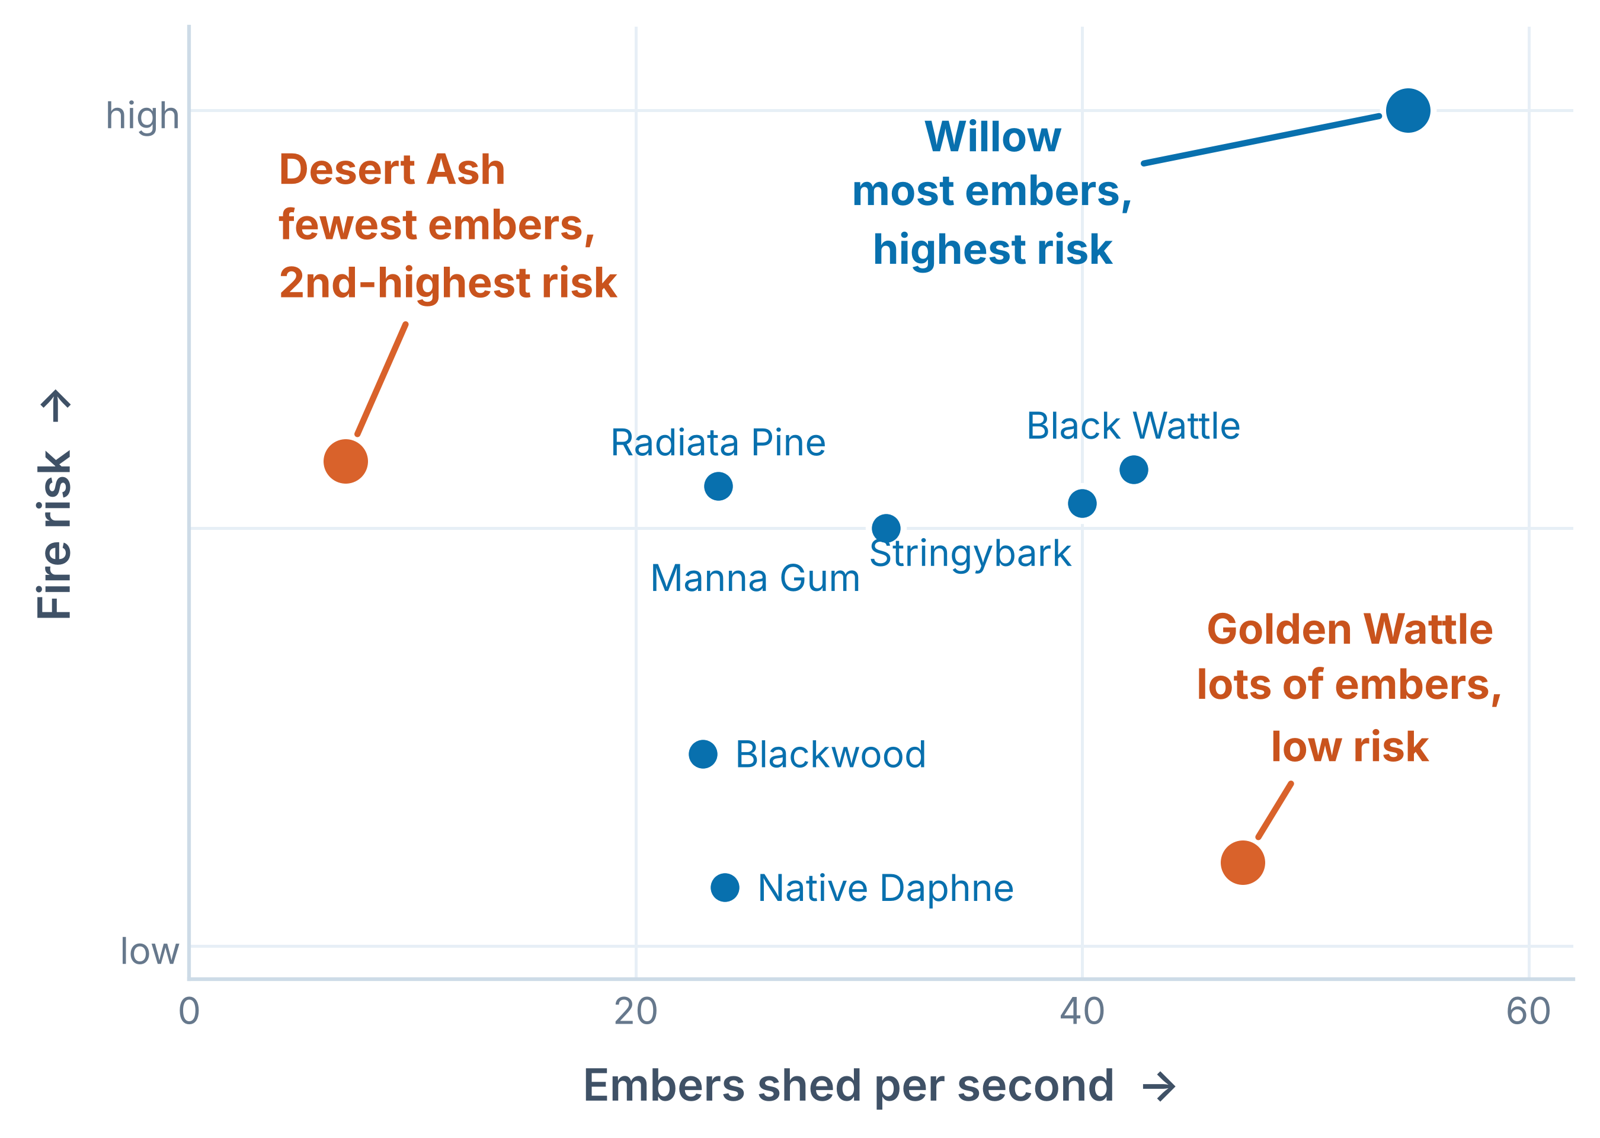 high
Willow
most embers,
highest risk
Desert Ash
fewest embers,
2nd-highest risk
Fire risk →
Radiata Pine
Black Wattle
Stringybark
Manna Gum
Golden Wattle
lots of embers,
low risk
Blackwood
Native Daphne
low
0 20 40 60
Embers shed per second →